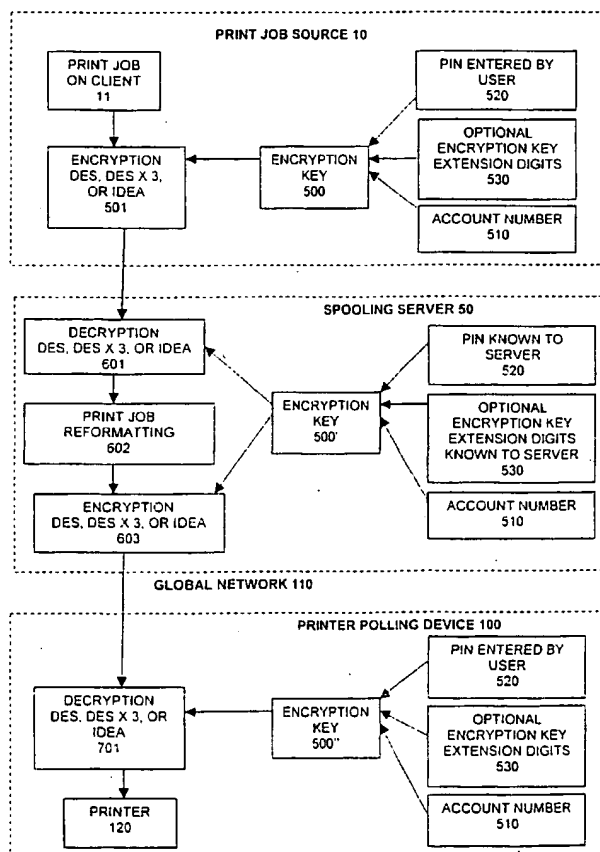 PRINT JOB SOURCE 10
PRINT JOB
ON CLIENT
11
PIN ENTERED BY
USER
520
ENCRYPTION
DES, DES X 3,
OR IDEA
501
ENCRYPTION
KEY
500
OPTIONAL
ENCRYPTION KEY
EXTENSION DIGITS
530
ACCOUNT NUMBER
510
SPOOLING SERVER 50
DECRYPTION
DES, DES X 3, OR IDEA
601
PIN KNOWN TO
SERVER
520
PRINT JOB
REFORMATTING
602
ENCRYPTION
KEY
500'
OPTIONAL
ENCRYPTION KEY
EXTENSION DIGITS
KNOWN TO SERVER
530
ENCRYPTION
DES, DES X 3, OR IDEA
603
ACCOUNT NUMBER
510
GLOBAL NETWORK 110
PRINTER POLLING DEVICE 100
PIN ENTERED BY
USER
520
DECRYPTION
DES, DES X 3, OR
IDEA
701
ENCRYPTION
KEY
500"
OPTIONAL
ENCRYPTION KEY
EXTENSION DIGITS
530
PRINTER
120
ACCOUNT NUMBER
510